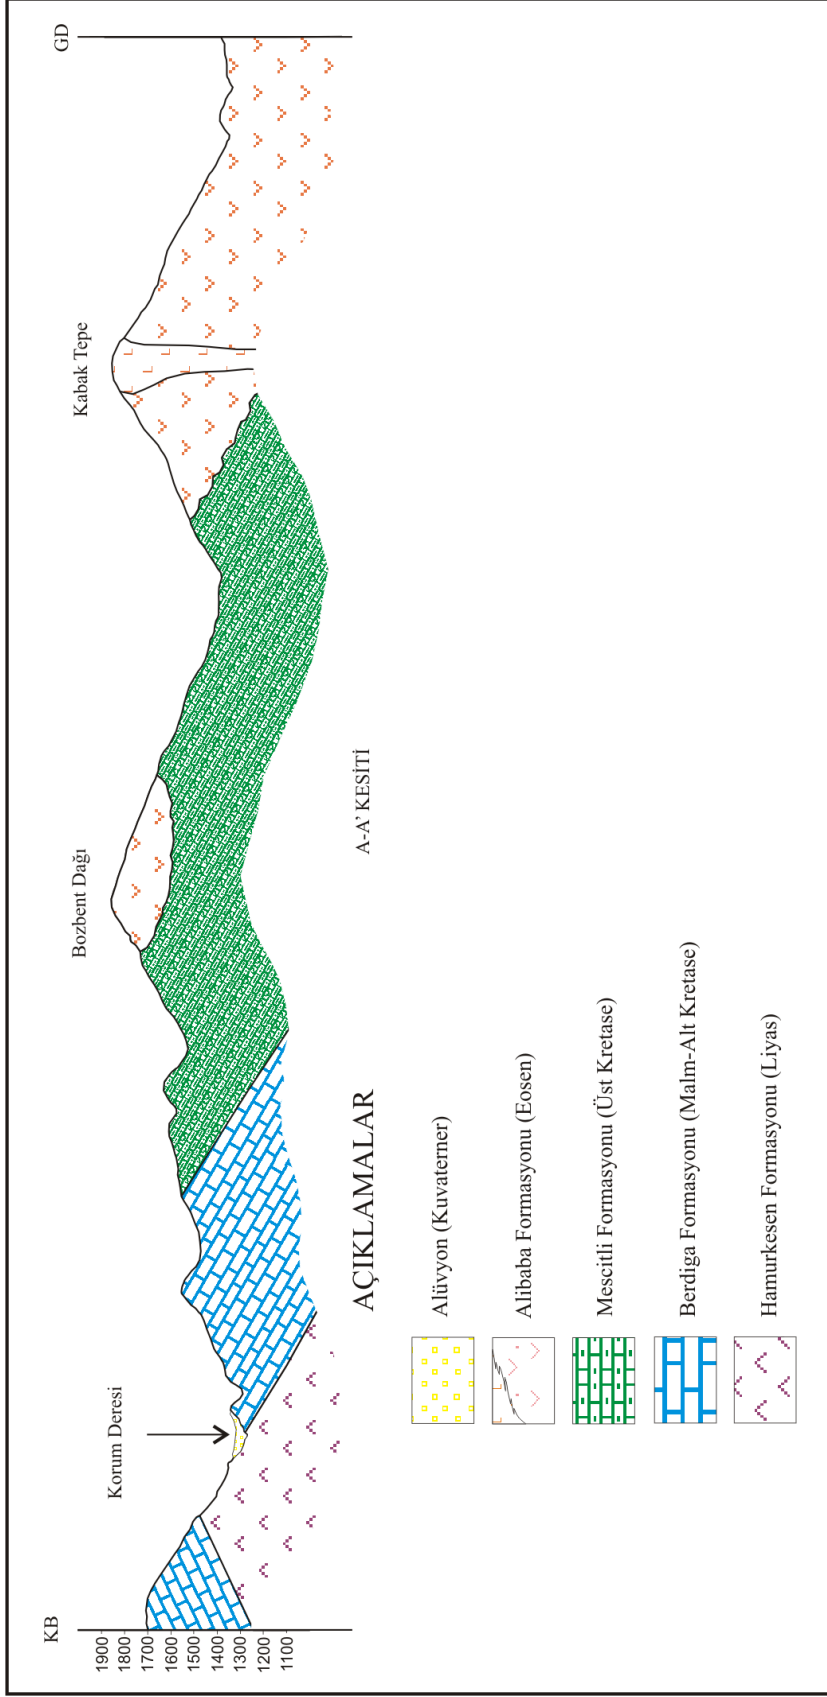 KB
GD
Korum Deresi
Bozbent Dağı
Kabak Tepe
1900
1800
1700
1600
1500
1400
1300
1200
1100
A-A' KESİTİ
AÇIKLAMALAR
Alüvyon (Kuvaterner)
Alibaba Formasyonu (Eosen)
Mescitli Formasyonu (Üst Kretase)
Berdiga Formasyonu (Malm-Alt Kretase)
Hamurkesen Formasyonu (Liyas)